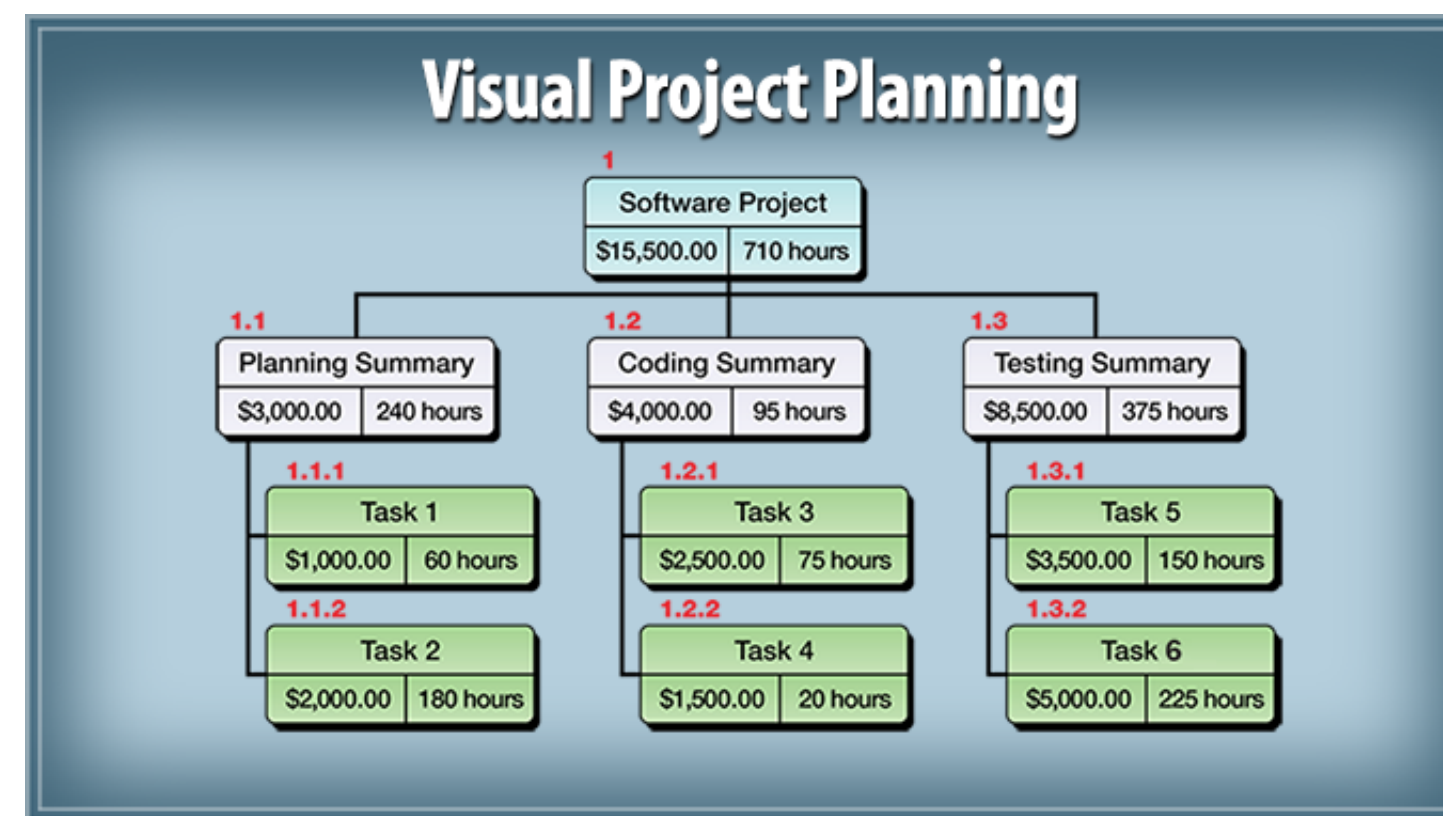 Visual Project Planning
1
Software Project
$15,500.00 710 hours
1.1
Planning Summary
$3,000.00 240 hours
1.1.1
Task 1
$1,000.00 60 hours
1.1.2
Task 2
$2,000.00 180 hours
1.2
Coding Summary
$4,000.00 95 hours
1.2.1
Task 3
$2,500.00 75 hours
1.2.2
Task 4
$1,500.00 20 hours
1.3
Testing Summary
$8,500.00 375 hours
1.3.1
Task 5
$3,500.00 150 hours
1.3.2
Task 6
$5,000.00 225 hours